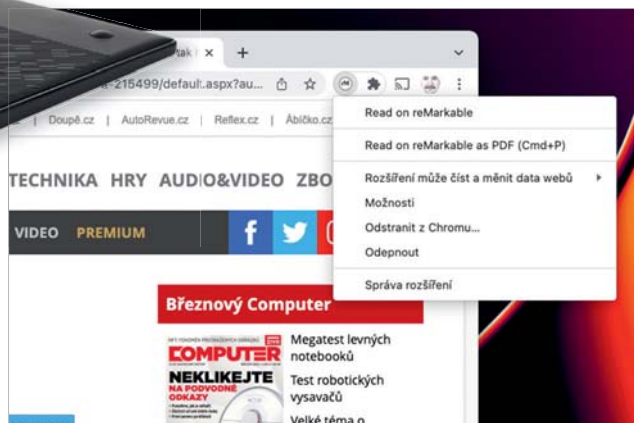 × +
-215499/default.aspx?au...
Doupě.cz | AutoRevue.cz | Reflex.cz | Ábíčko.cz
TECHNIKA HRY AUDIO&VIDEO ZBO
VIDEO PREMIUM
Read on reMarkable
Read on reMarkable as PDF (Cmd+P)
Rozšíření může číst a měnit data webů
Možnosti
Odstranit z Chromu...
Odepnout
Správa rozšíření
Březnový Computer
COMPUTER
NEKLIKEJTE
NA PODVODNÉ
ODKAZY
Megatest levných
notebooků
Test robotických
vysavačů
Velké téma o